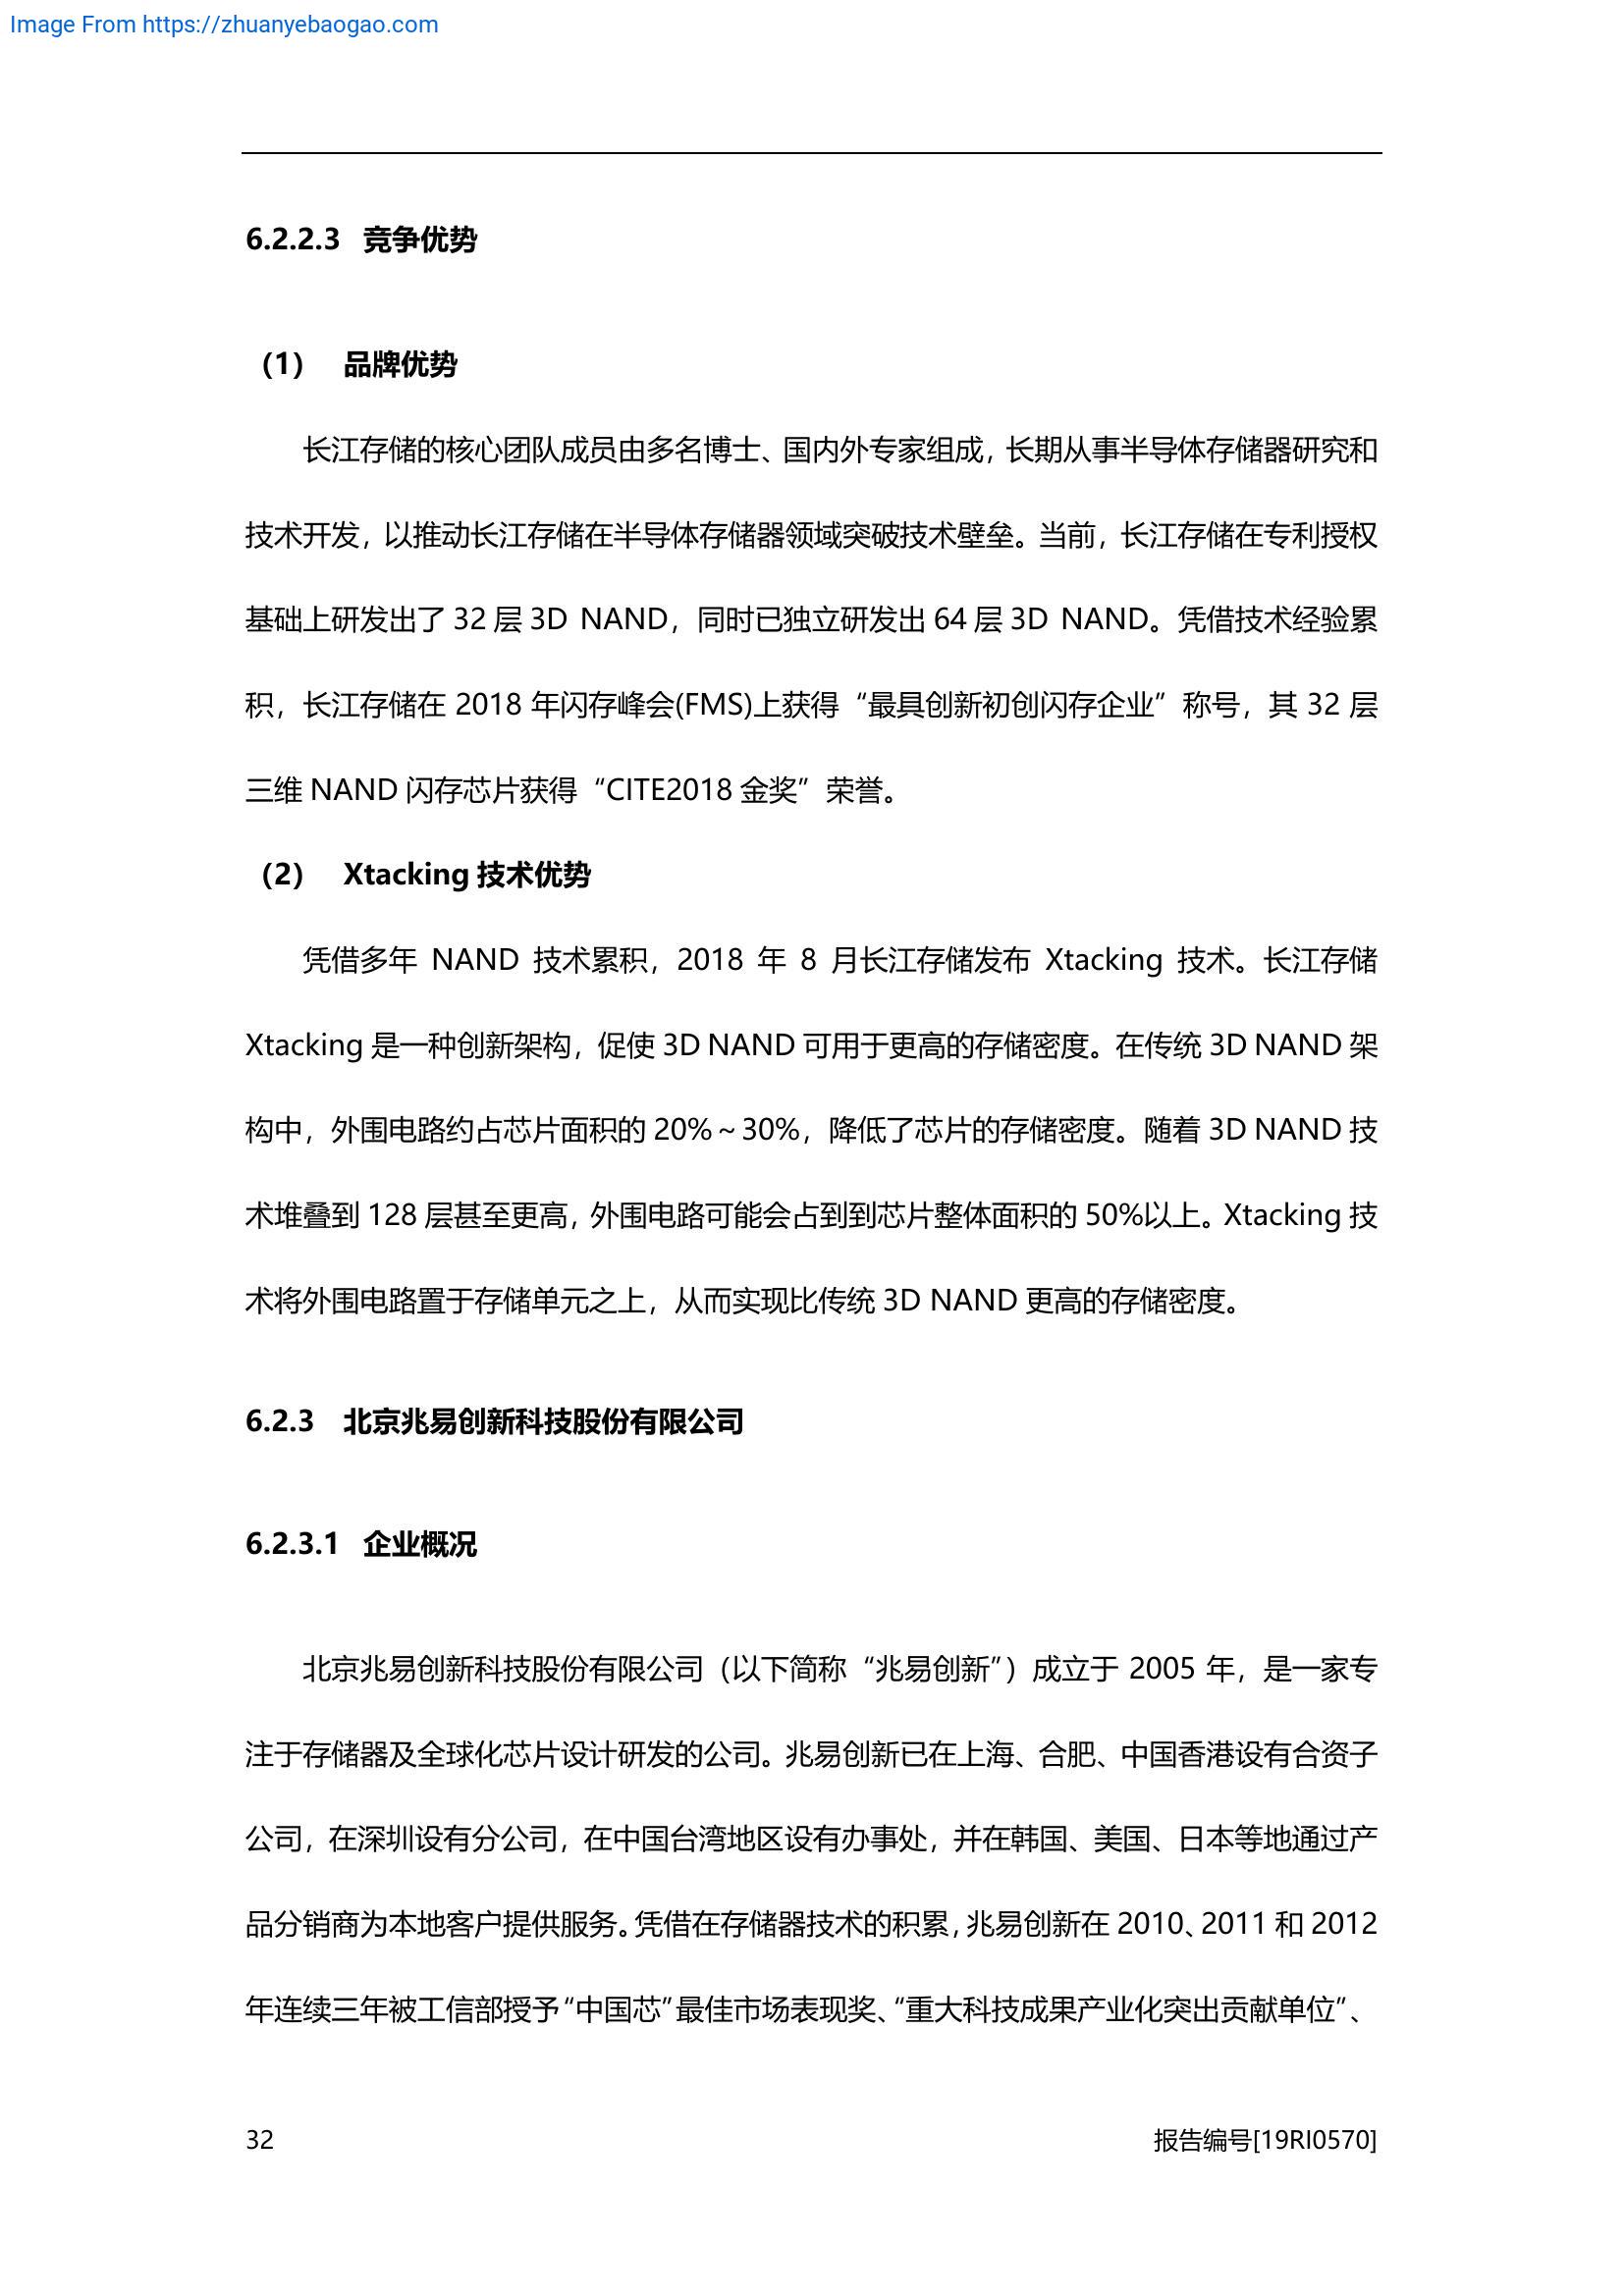 Image From https://zhuanyebaogao.com
6.2.2.3 竞争优势
（1） 品牌优势
长江存储的核心团队成员由多名博士、国内外专家组成，长期从事半导体存储器研究和
技术开发，以推动长江存储在半导体存储器领域突破技术壁垒。当前，长江存储在专利授权
基础上研发出了 32 层 3D NAND，同时已独立研发出 64 层 3D NAND。凭借技术经验累
积，长江存储在 2018 年闪存峰会(FMS)上获得“最具创新初创闪存企业”称号，其 32 层
三维 NAND 闪存芯片获得“CITE2018 金奖”荣誉。
（2） Xtacking 技术优势
凭借多年 NAND 技术累积，2018 年 8 月长江存储发布 Xtacking 技术。长江存储
Xtacking 是一种创新架构，促使 3D NAND 可用于更高的存储密度。在传统 3D NAND 架
构中，外围电路约占芯片面积的 20%～30%，降低了芯片的存储密度。随着 3D NAND 技
术堆叠到 128 层甚至更高，外围电路可能会占到到芯片整体面积的 50%以上。Xtacking 技
术将外围电路置于存储单元之上，从而实现比传统 3D NAND 更高的存储密度。
6.2.3 北京兆易创新科技股份有限公司
6.2.3.1 企业概况
北京兆易创新科技股份有限公司（以下简称“兆易创新”）成立于 2005 年，是一家专
注于存储器及全球化芯片设计研发的公司。兆易创新已在上海、合肥、中国香港设有合资子
公司，在深圳设有分公司，在中国台湾地区设有办事处，并在韩国、美国、日本等地通过产
品分销商为本地客户提供服务。凭借在存储器技术的积累，兆易创新在 2010、2011 和 2012
年连续三年被工信部授予“中国芯”最佳市场表现奖、“重大科技成果产业化突出贡献单位”、
32 报告编号[19RI0570]